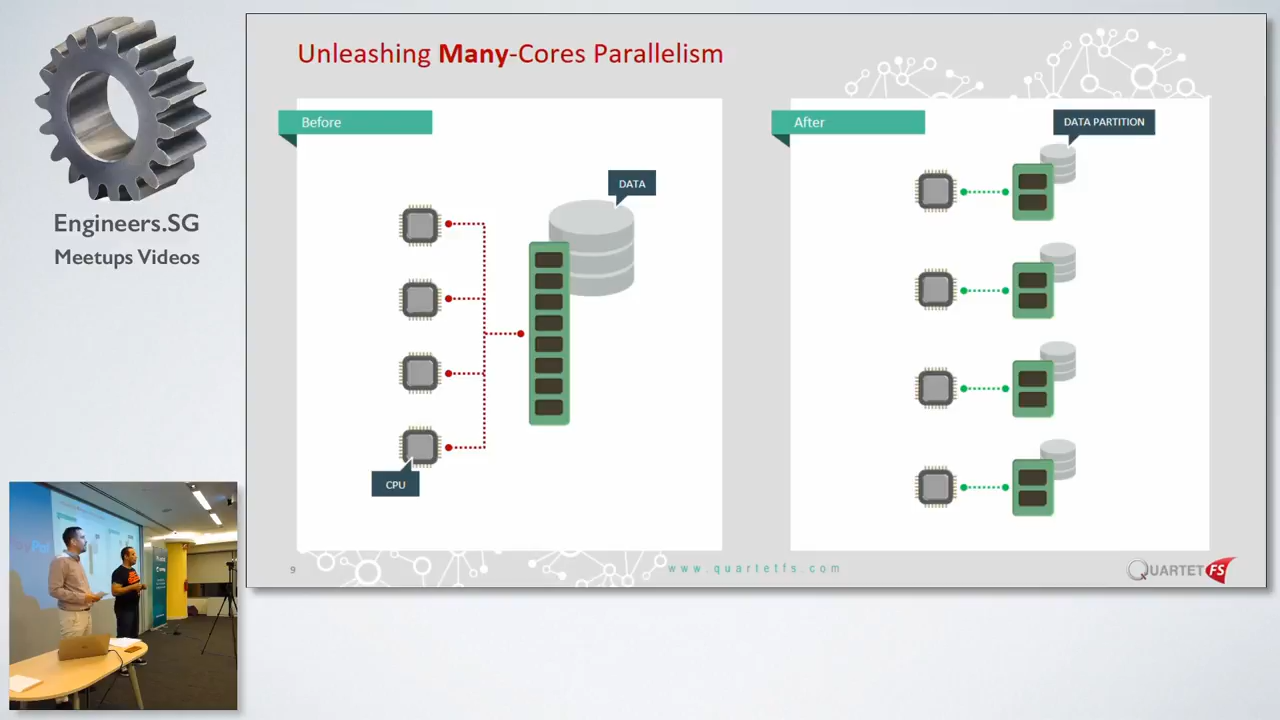 Engineers.SG
Meetups Videos
Unleashing Many-Cores Parallelism
Before
DATA
CPU
After
DATA PARTITION
9
www.quartetfs.com
QUARTET FS